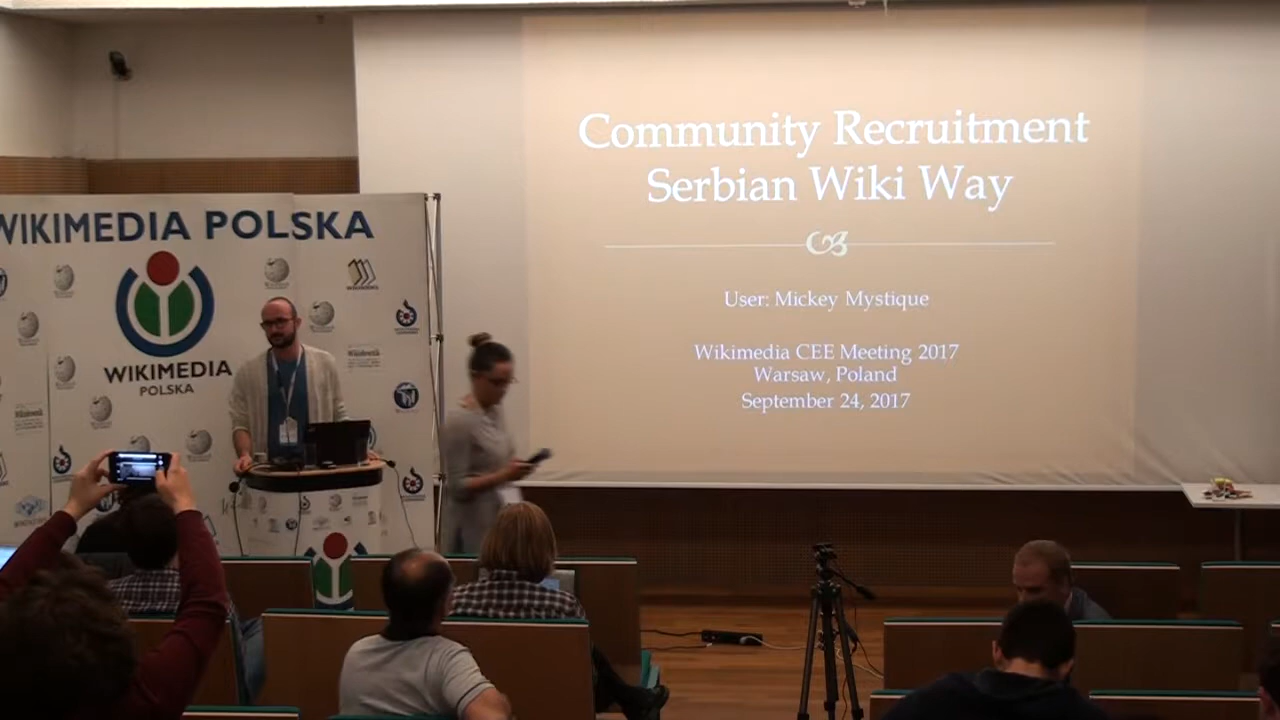 Community Recruitment
Serbian Wiki Way
User: Mickey Mystique
Wikimedia CEE Meeting 2017
Warsaw, Poland
September 24, 2017
WIKIMEDIA POLSKA
WIKIMEDIA
POLSKA